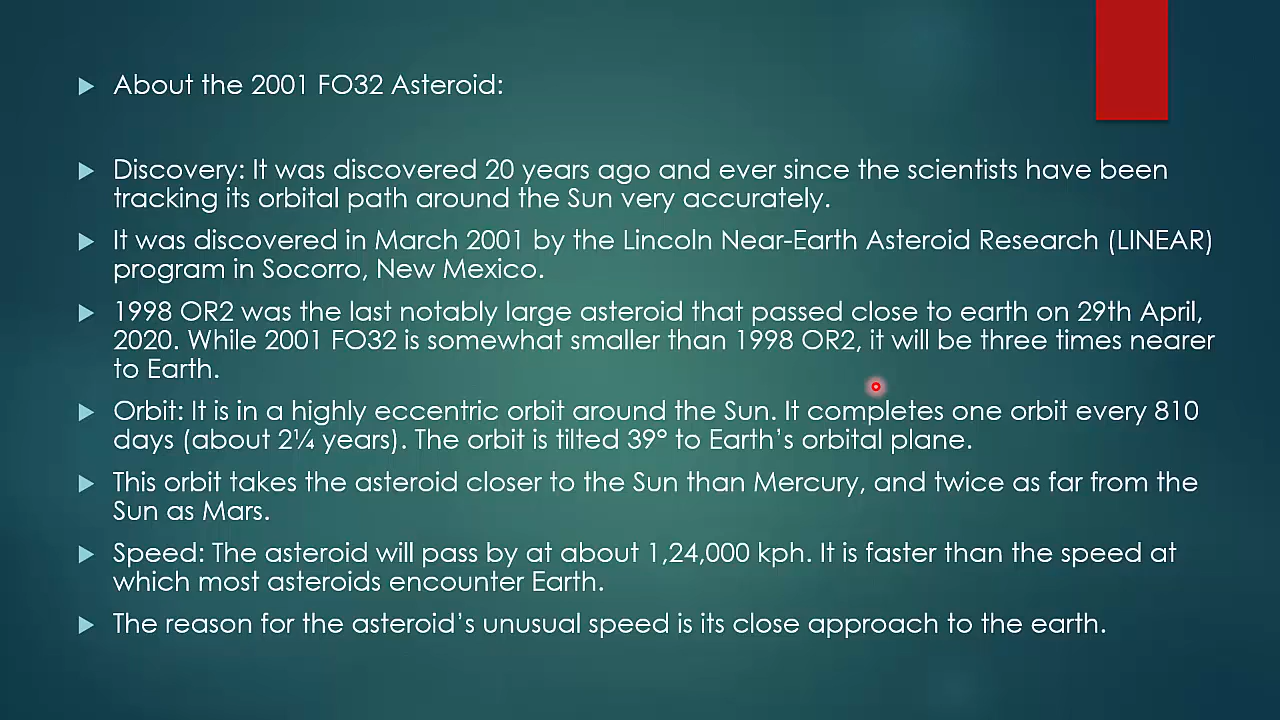 About the 2001 FO32 Asteroid:
Discovery: It was discovered 20 years ago and ever since the scientists have been
tracking its orbital path around the Sun very accurately.
It was discovered in March 2001 by the Lincoln Near-Earth Asteroid Research (LINEAR)
program in Socorro, New Mexico.
1998 OR2 was the last notably large asteroid that passed close to earth on 29th April,
2020. While 2001 FO32 is somewhat smaller than 1998 OR2, it will be three times nearer
to Earth.
Orbit: It is in a highly eccentric orbit around the Sun. It completes one orbit every 810
days (about 2¼ years). The orbit is tilted 39° to Earth’s orbital plane.
This orbit takes the asteroid closer to the Sun than Mercury, and twice as far from the
Sun as Mars.
Speed: The asteroid will pass by at about 1,24,000 kph. It is faster than the speed at
which most asteroids encounter Earth.
The reason for the asteroid’s unusual speed is its close approach to the earth.